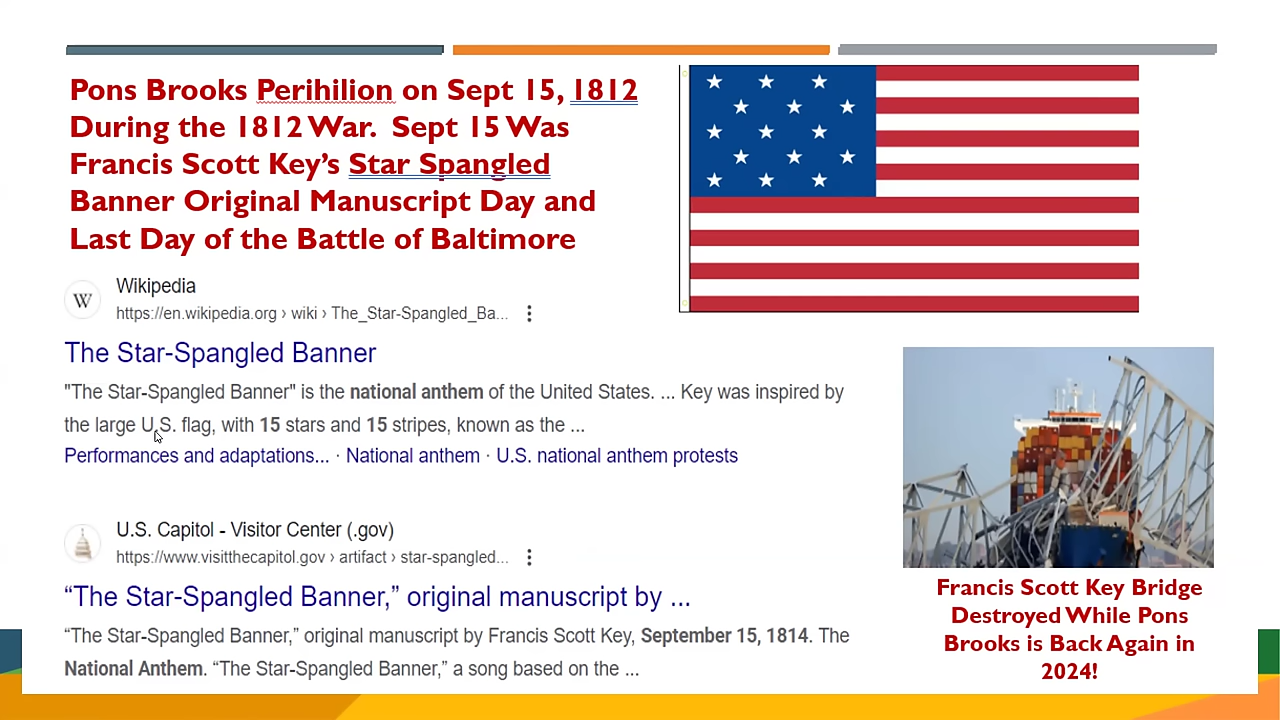 Pons Brooks Perihilion on Sept 15, 1812
During the 1812 War. Sept 15 Was
Francis Scott Key’s Star Spangled
Banner Original Manuscript Day and
Last Day of the Battle of Baltimore
Wikipedia
https://en.wikipedia.org › wiki › The_Star-Spangled_Ba...
The Star-Spangled Banner
"The Star-Spangled Banner" is the national anthem of the United States. ... Key was inspired by
the large U.S. flag, with 15 stars and 15 stripes, known as the ...
Performances and adaptations... · National anthem · U.S. national anthem protests
U.S. Capitol - Visitor Center (.gov)
https://www.visitthecapitol.gov › artifact › star-spangled...
“The Star-Spangled Banner,” original manuscript by ...
“The Star-Spangled Banner,” original manuscript by Francis Scott Key, September 15, 1814. The
National Anthem. “The Star-Spangled Banner,” a song based on the ...
Francis Scott Key Bridge
Destroyed While Pons
Brooks is Back Again in
2024!